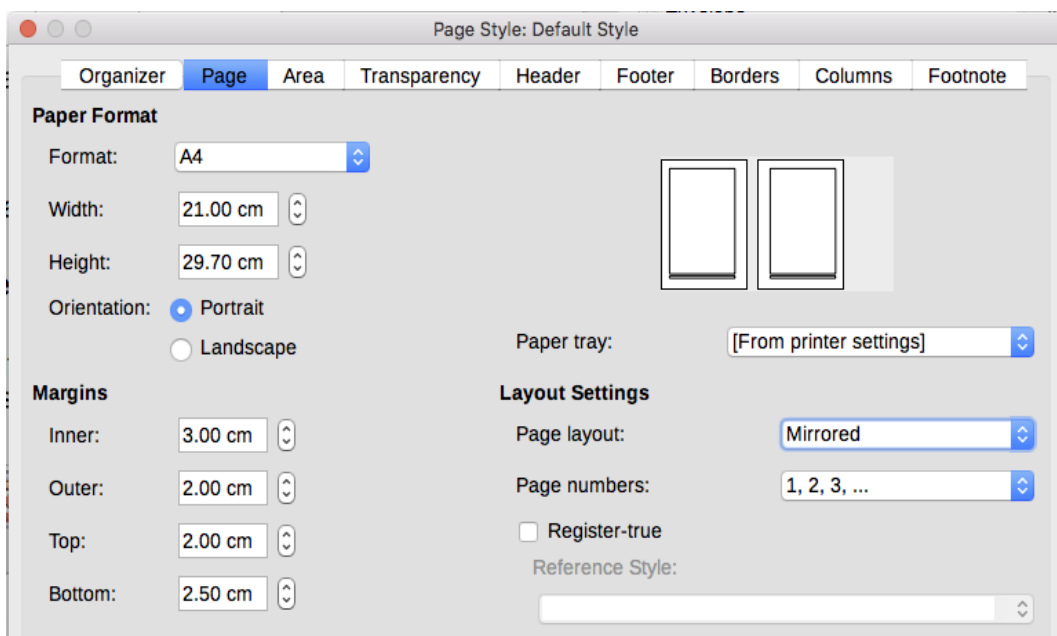 Page Style: Default Style
Organizer Page Area Transparency Header Footer Borders Columns Footnote
Paper Format
Format: A4
Width: 21.00 cm
Height: 29.70 cm
Orientation: Portrait
Landscape
Paper tray: [From printer settings]
Margins
Inner: 3.00 cm
Outer: 2.00 cm
Top: 2.00 cm
Bottom: 2.50 cm
Layout Settings
Page layout: Mirrored
Page numbers: 1, 2, 3, ...
Register-true
Reference Style: